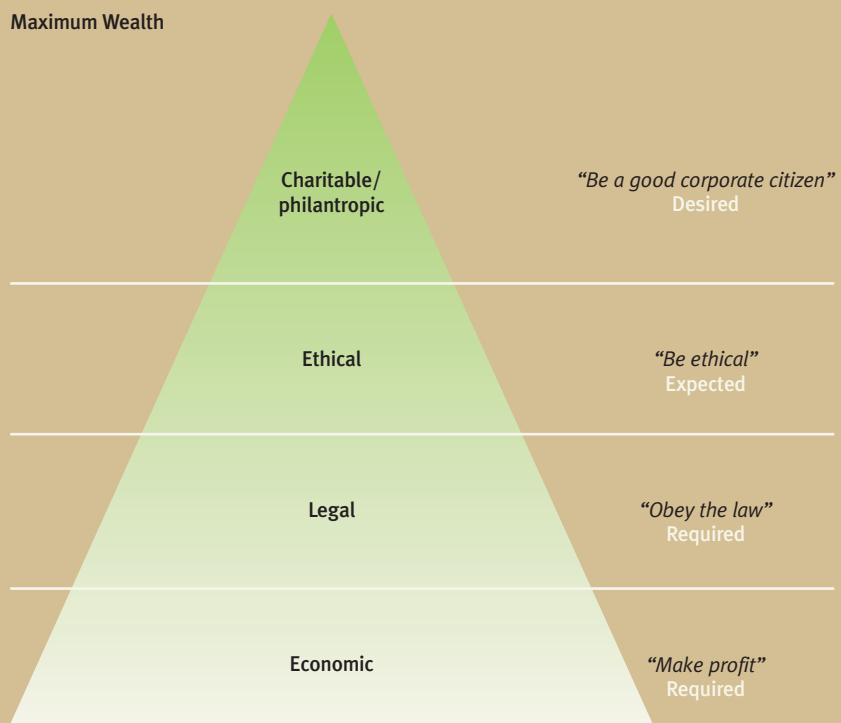 Maximum Wealth
Charitable/
philantropic
“Be a good corporate citizen”
Desired
Ethical
“Be ethical”
Expected
Legal
“Obey the law”
Required
Economic
“Make profit”
Required